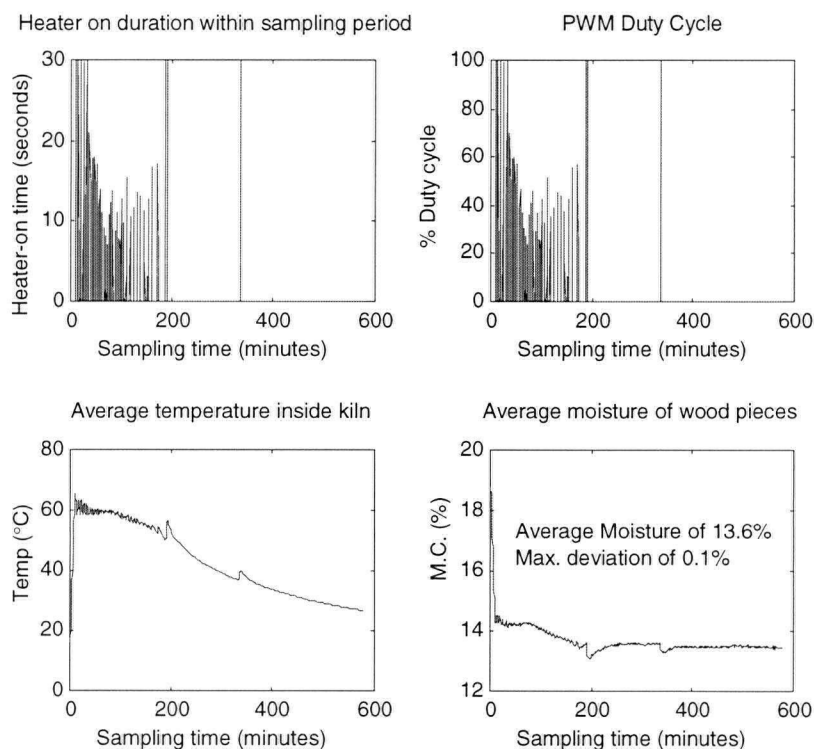 Heater on duration within sampling period
30
20
10
0
Heater-on time (seconds)
0 200 400 600
Sampling time (minutes)
PWM Duty Cycle
100
80
60
40
20
0
% Duty cycle
0 200 400 600
Sampling time (minutes)
Average temperature inside kiln
80
60
40
20
0
Temp (°C)
0 200 400 600
Sampling time (minutes)
Average moisture of wood pieces
20
18
16
14
12
M.C. (%)
Average Moisture of 13.6%
Max. deviation of 0.1%
0 200 400 600
Sampling time (minutes)